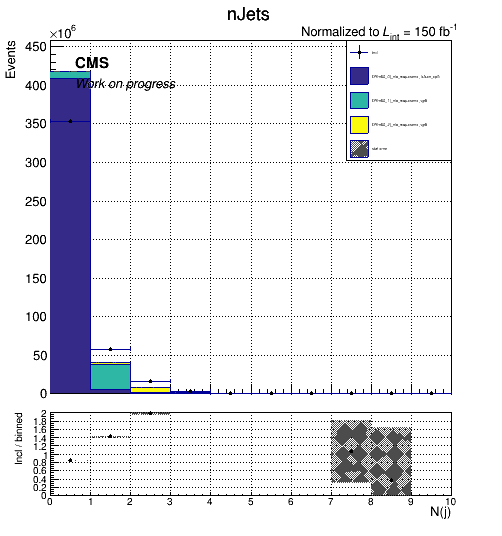 nJets
×10⁶
Normalized to L_int = 150 fb⁻¹
Events
CMS
Work on progress
450
400
350
300
250
200
150
100
50
0
Incl / binned
2
1.8
1.6
1.4
1.2
1
0.8
0.6
0.4
0.2
0
0 1 2 3 4 5 6 7 8 9 10
N(j)